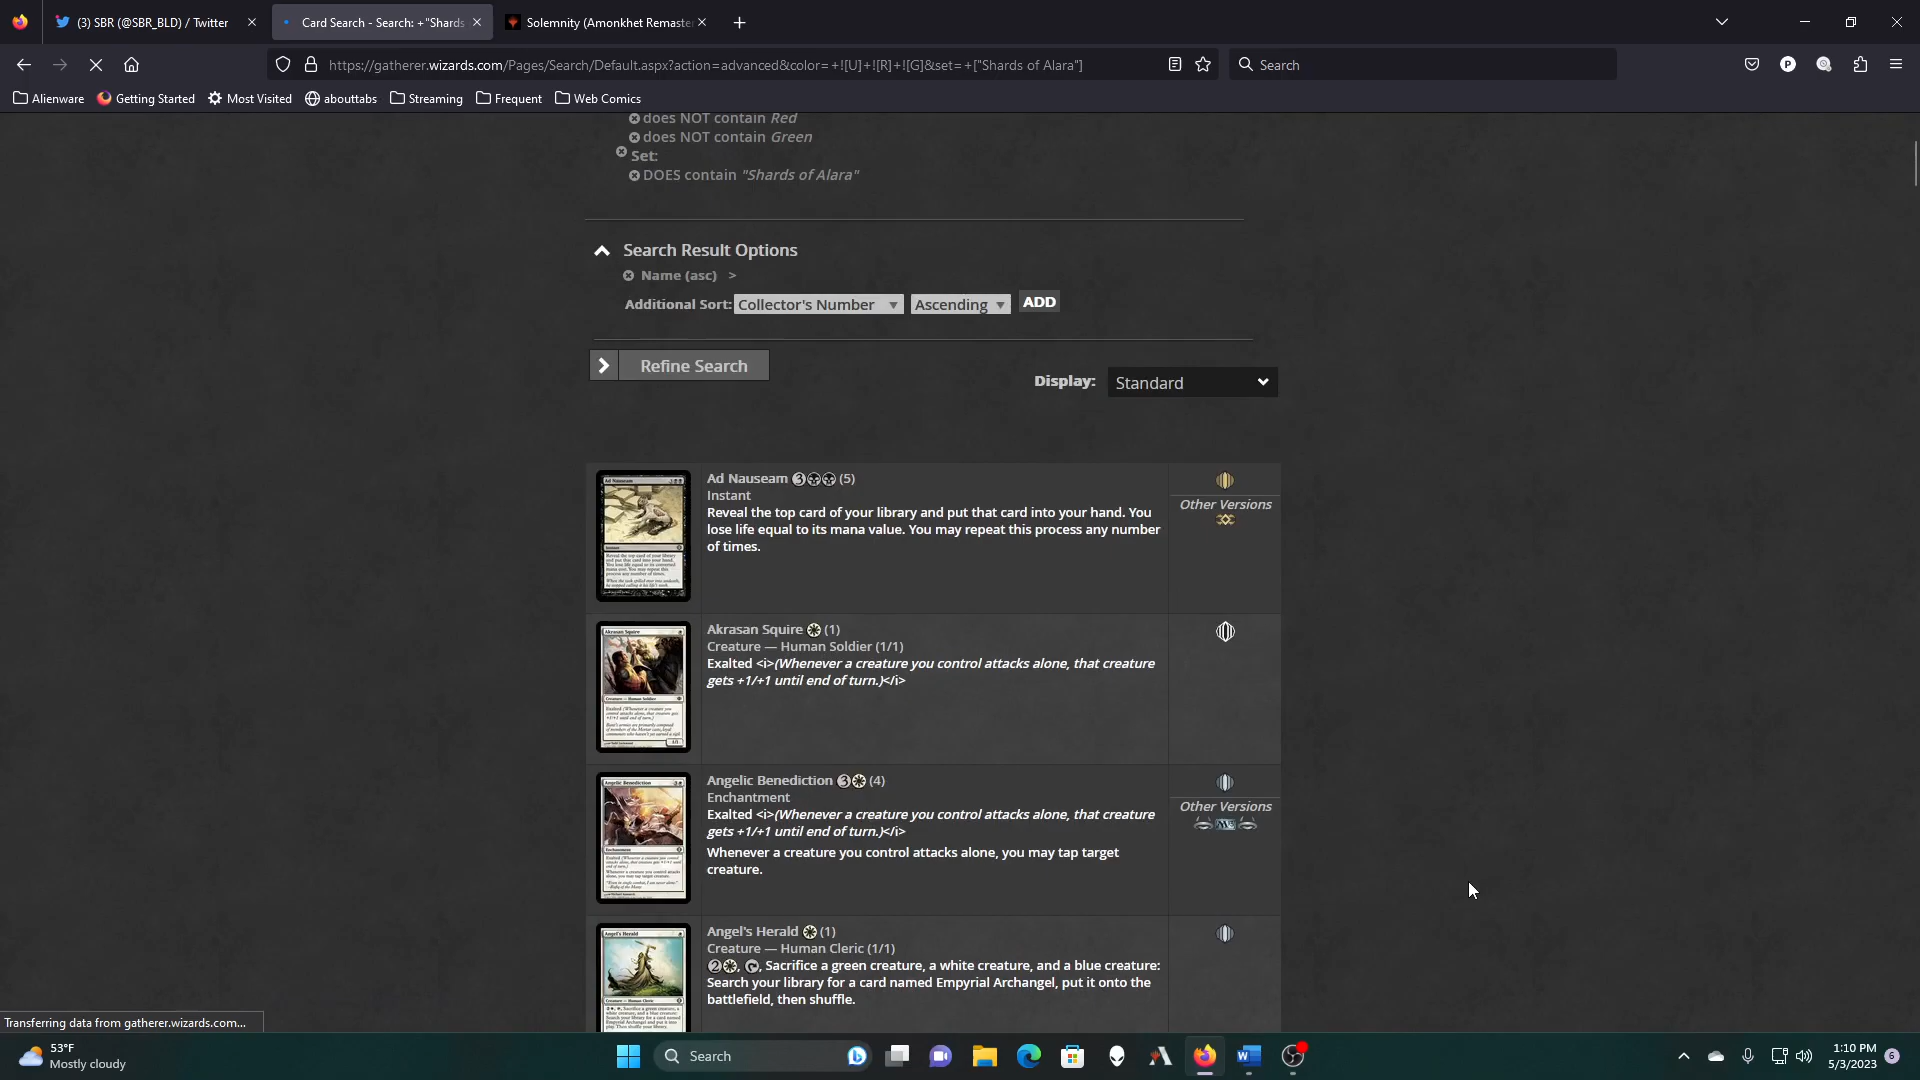 (3) SBR (@SBR_BLD) / Twitter
Card Search - Search: +"Shards
Solemnity (Amonkhet Remaste
https://gatherer.wizards.com/Pages/Search/Default.aspx?action=advanced&color=+![U]+![R]+![G]&set=+["Shards of Alara"]
Search
Alienware
Getting Started
Most Visited
abouttabs
Streaming
Frequent
Web Comics
does NOT contain Red
does NOT contain Green
Set:
DOES contain "Shards of Alara"
Search Result Options
Name (asc) >
Additional Sort: Collector's Number Ascending ADD
Refine Search
Display: Standard
Ad Nauseam 3 (5)
Instant
Reveal the top card of your library and put that card into your hand. You
lose life equal to its mana value. You may repeat this process any number
of times.
Other Versions
Akrasan Squire (1)
Creature — Human Soldier (1/1)
Exalted <i>(Whenever a creature you control attacks alone, that creature
gets +1/+1 until end of turn.)</i>
Angelic Benediction 3 (4)
Enchantment
Exalted <i>(Whenever a creature you control attacks alone, that creature
gets +1/+1 until end of turn.)</i>
Whenever a creature you control attacks alone, you may tap target
creature.
Other Versions
Angel's Herald (1)
Creature — Human Cleric (1/1)
2, , Sacrifice a green creature, a white creature, and a blue creature:
Search your library for a card named Empyrial Archangel, put it onto the
battlefield, then shuffle.
Transferring data from gatherer.wizards.com...
53°F
Mostly cloudy
Search
1:10 PM
5/3/2023
6